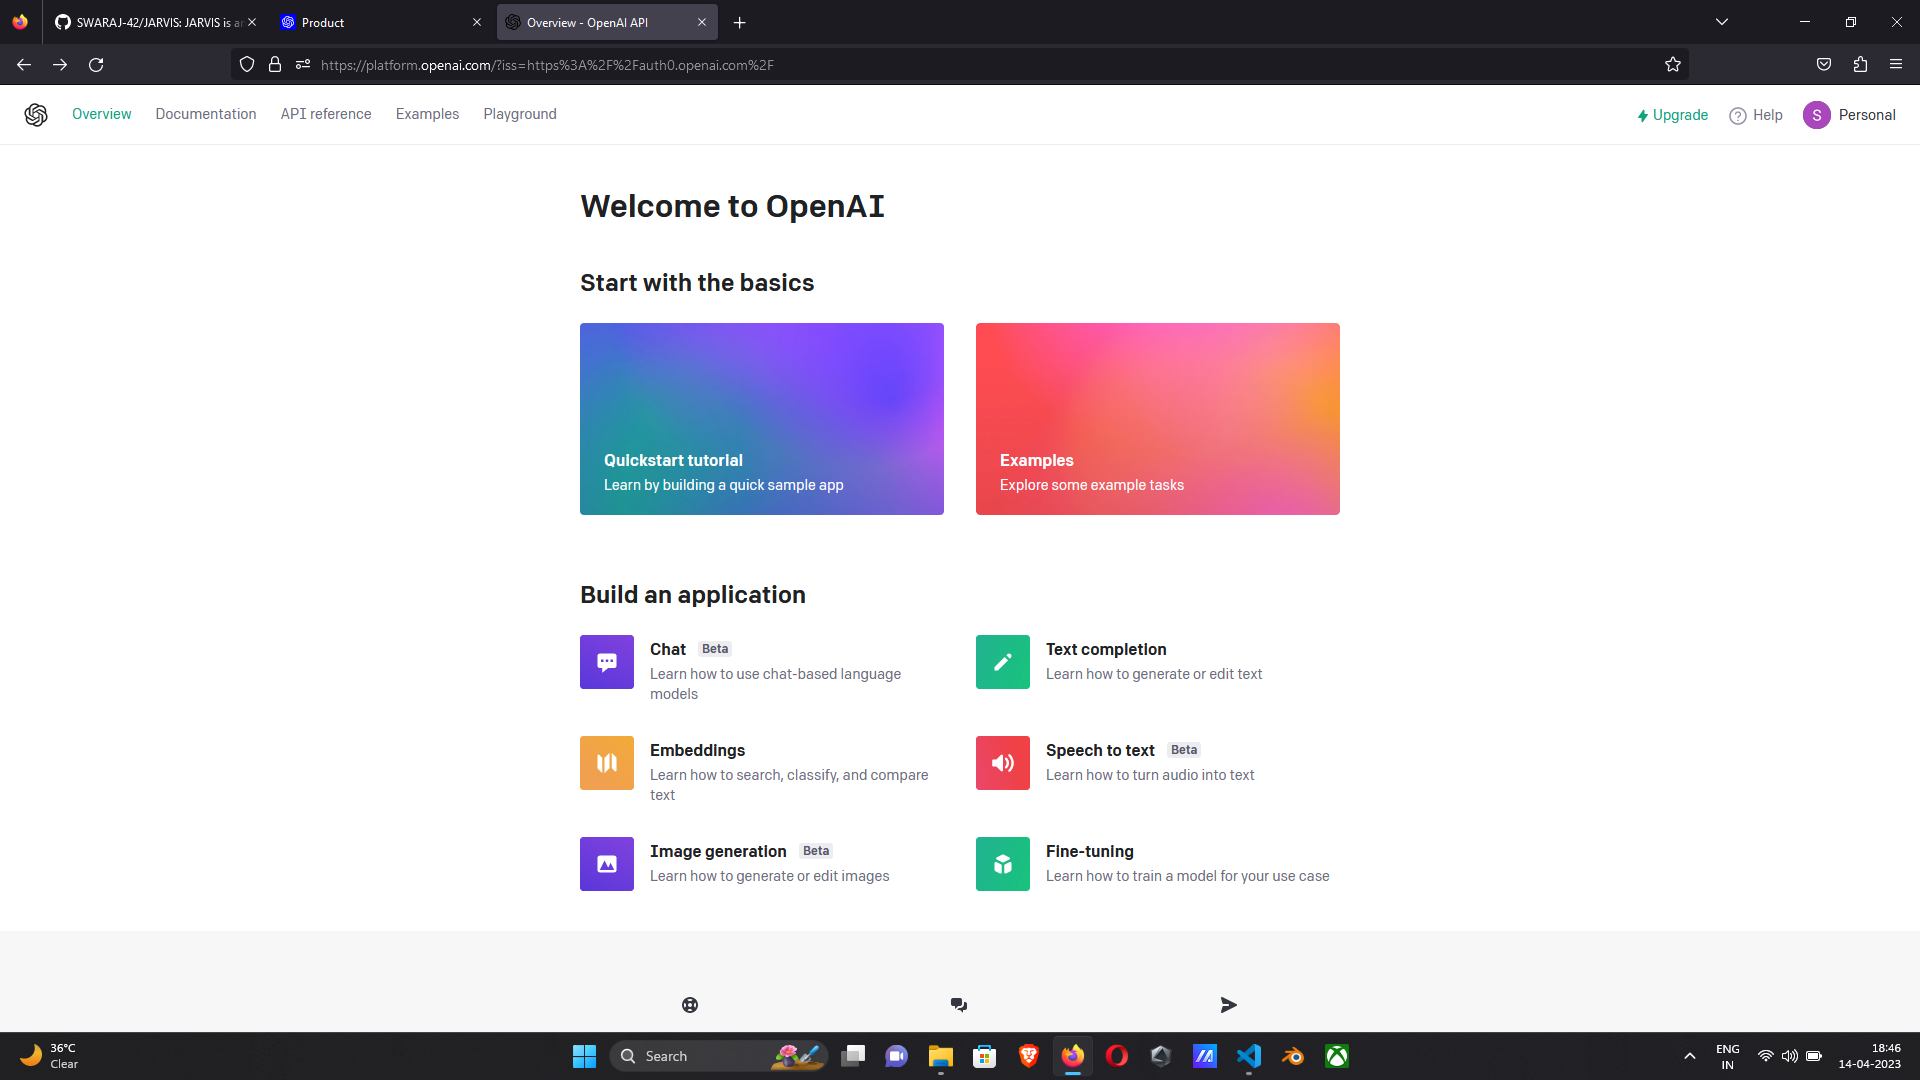 SWARAJ-42/JARVIS: JARVIS is an
Product
Overview - OpenAI API
https://platform.openai.com/?iss=https%3A%2F%2Fauth0.openai.com%2F
Overview
Documentation
API reference
Examples
Playground
Upgrade
Help
S
Personal
Welcome to OpenAI
Start with the basics
Quickstart tutorial
Learn by building a quick sample app
Examples
Explore some example tasks
Build an application
Chat Beta
Learn how to use chat-based language
models
Text completion
Learn how to generate or edit text
Embeddings
Learn how to search, classify, and compare
text
Speech to text Beta
Learn how to turn audio into text
Image generation Beta
Learn how to generate or edit images
Fine-tuning
Learn how to train a model for your use case
36°C
Clear
Search
ENG
IN
18:46
14-04-2023